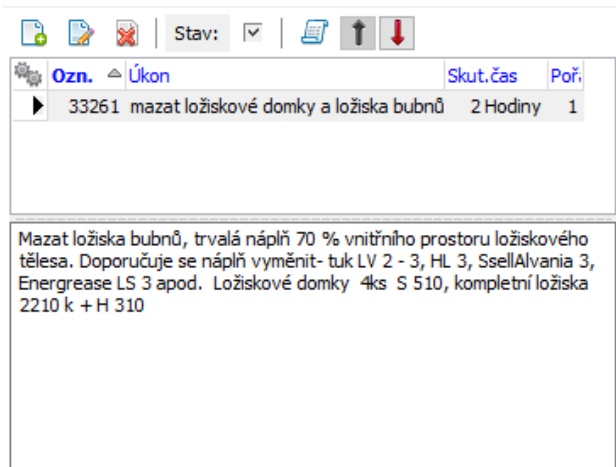 Stav:
Ozn. Úkon Skut.čas Poř.
33261 mazat ložiskové domky a ložiska bubnů 2 Hodiny 1
Mazat ložiska bubnů, trvalá náplň 70 % vnitřního prostoru ložiskového
tělesa. Doporučuje se náplň vyměnit- tuk LV 2 - 3, HL 3, SsellAlvania 3,
Energrease LS 3 apod.  Ložiskové domky  4ks  S 510, kompletní ložiska
2210 k + H 310